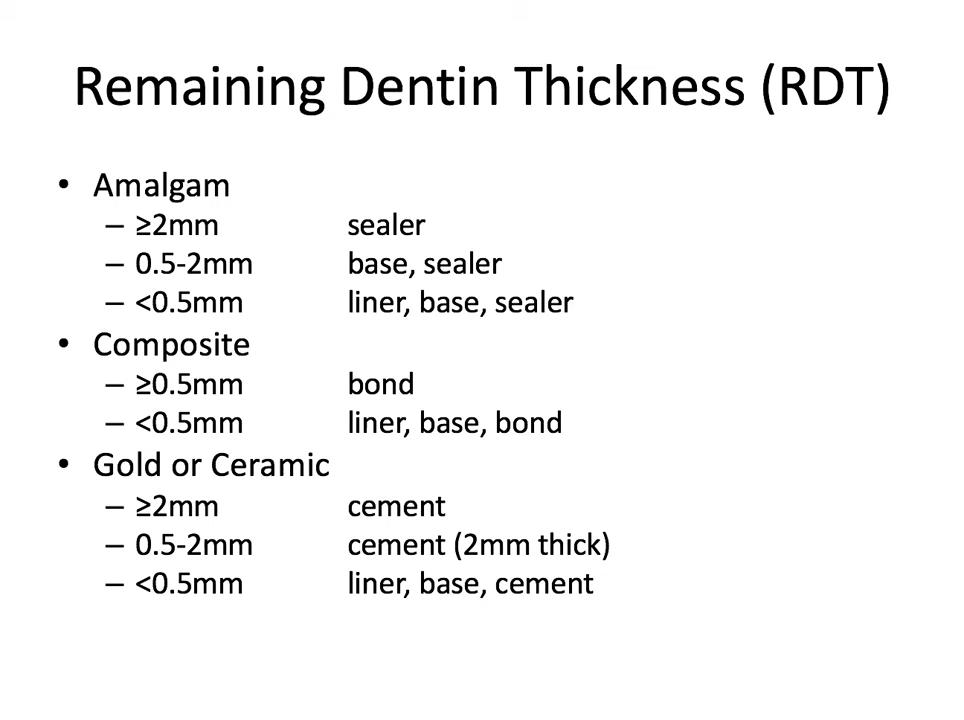 Remaining Dentin Thickness (RDT)
• Amalgam
– ≥2mm sealer
– 0.5-2mm base, sealer
– <0.5mm liner, base, sealer
• Composite
– ≥0.5mm bond
– <0.5mm liner, base, bond
• Gold or Ceramic
– ≥2mm cement
– 0.5-2mm cement (2mm thick)
– <0.5mm liner, base, cement